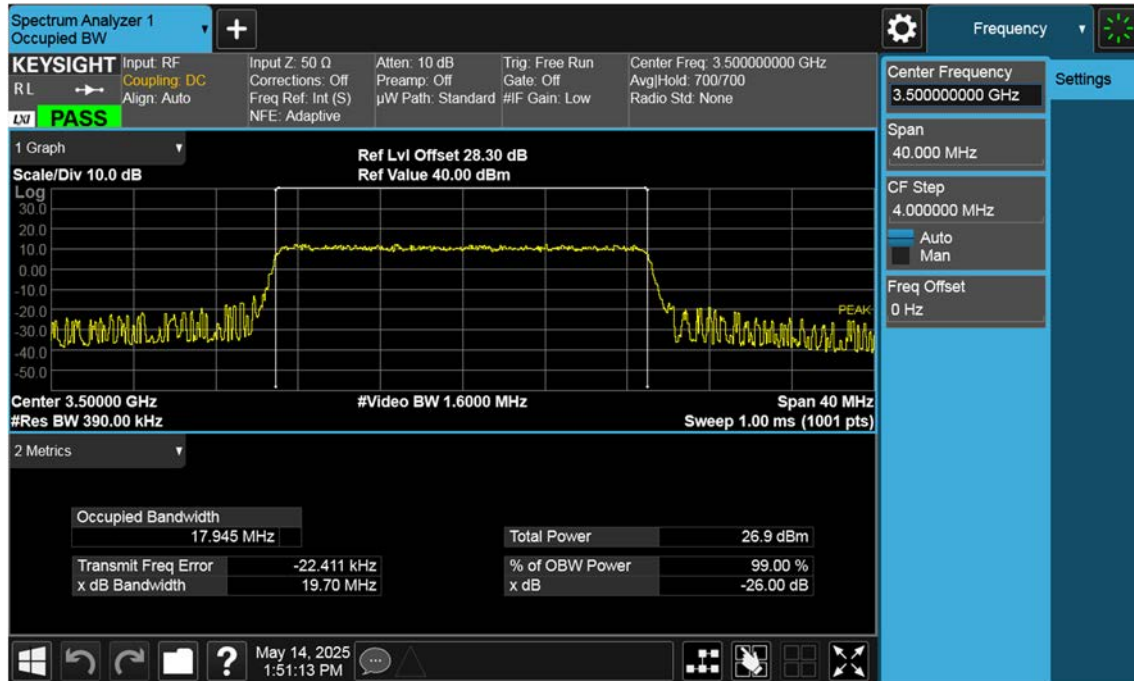 Spectrum Analyzer 1
Occupied BW
+
Frequency
KEYSIGHT
RL
LXI
PASS
Input: RF
Coupling: DC
Align: Auto
Input Z: 50 Ω
Corrections: Off
Freq Ref: Int (S)
NFE: Adaptive
Atten: 10 dB
Preamp: Off
µW Path: Standard
Trig: Free Run
Gate: Off
#IF Gain: Low
Center Freq: 3.500000000 GHz
Avg|Hold: 700/700
Radio Std: None
Center Frequency
3.500000000 GHz
Settings
Span
40.000 MHz
CF Step
4.000000 MHz
Auto
Man
Freq Offset
0 Hz
1 Graph
Scale/Div 10.0 dB
Ref Lvl Offset 28.30 dB
Ref Value 40.00 dBm
Log
30.0
20.0
10.0
0.00
-10.0
-20.0
-30.0
-40.0
-50.0
PEAK
Center 3.50000 GHz
#Video BW 1.6000 MHz
Span 40 MHz
#Res BW 390.00 kHz
Sweep 1.00 ms (1001 pts)
2 Metrics
Occupied Bandwidth
17.945 MHz
Total Power 26.9 dBm
Transmit Freq Error -22.411 kHz
% of OBW Power 99.00 %
x dB Bandwidth 19.70 MHz
x dB -26.00 dB
?
May 14, 2025
1:51:13 PM